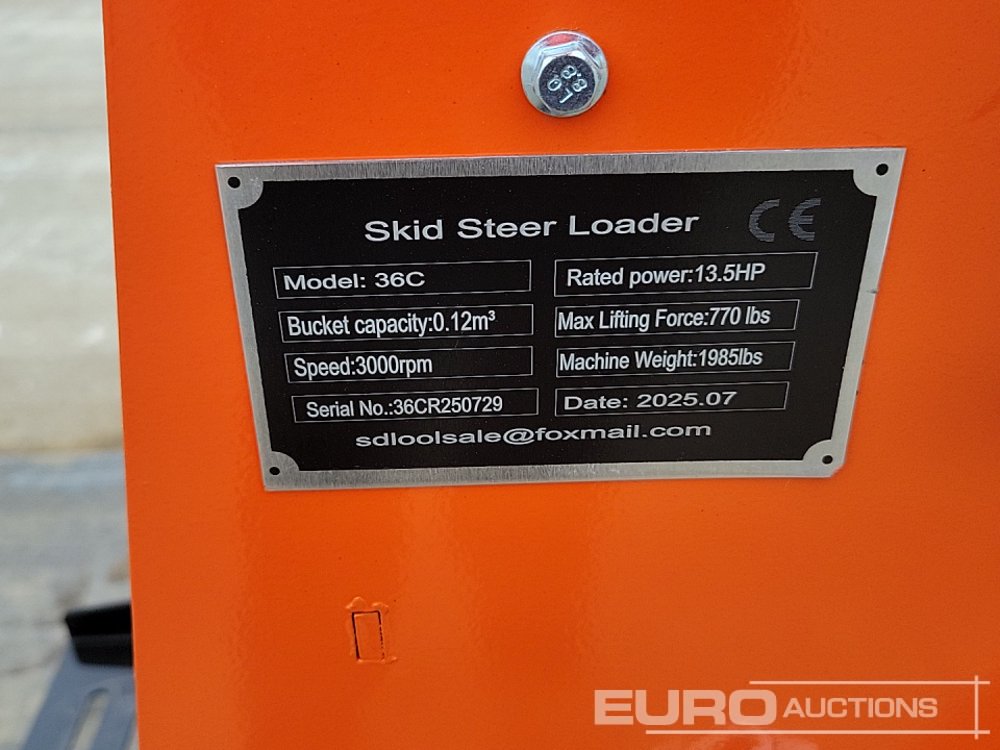 8.8
Skid Steer Loader CE
Model: 36C
Rated power:13.5HP
Bucket capacity:0.12m³
Max Lifting Force:770 lbs
Speed:3000rpm
Machine Weight:1985lbs
Serial No.:36CR250729
Date: 2025.07
sdloolsale@foxmail.com
EURO AUCTIONS